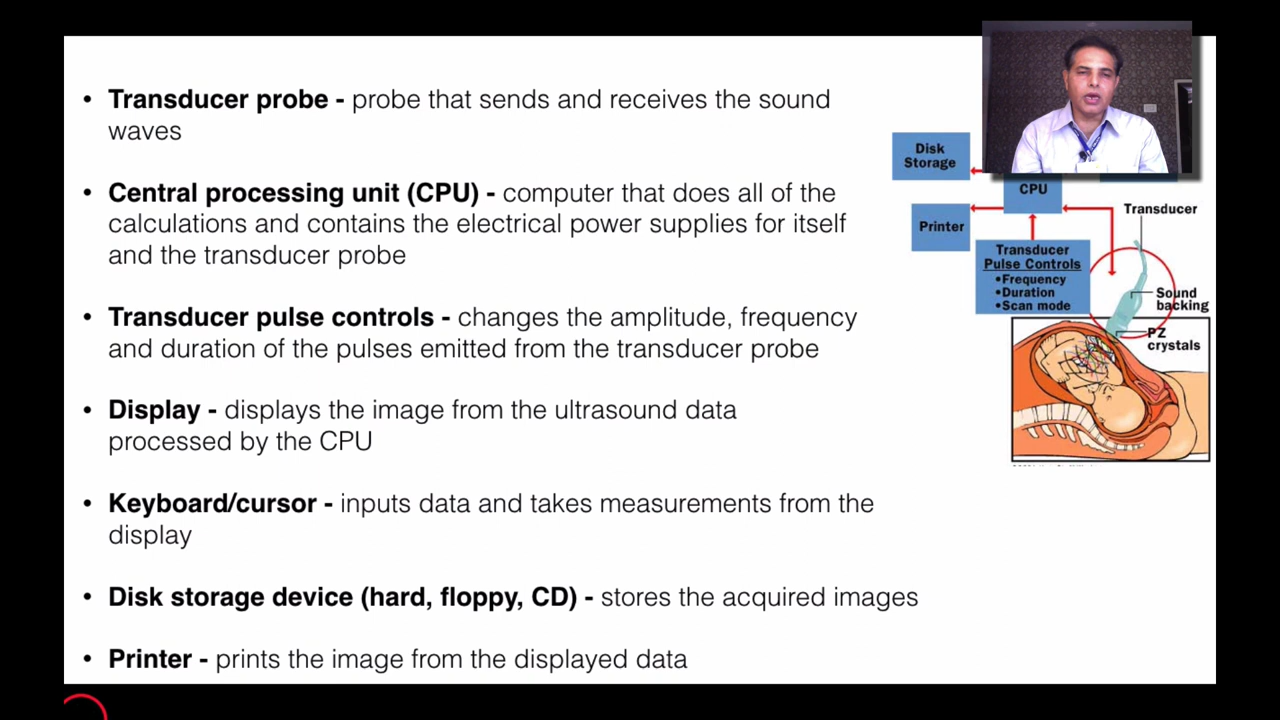 • Transducer probe - probe that sends and receives the sound
waves
• Central processing unit (CPU) - computer that does all of the
calculations and contains the electrical power supplies for itself
and the transducer probe
• Transducer pulse controls - changes the amplitude, frequency
and duration of the pulses emitted from the transducer probe
• Display - displays the image from the ultrasound data
processed by the CPU
• Keyboard/cursor - inputs data and takes measurements from the
display
• Disk storage device (hard, floppy, CD) - stores the acquired images
• Printer - prints the image from the displayed data
Disk
Storage
CPU
Printer
Transducer
Transducer
Pulse Controls
•Frequency
•Duration
•Scan mode
Sound
backing
PZ
crystals